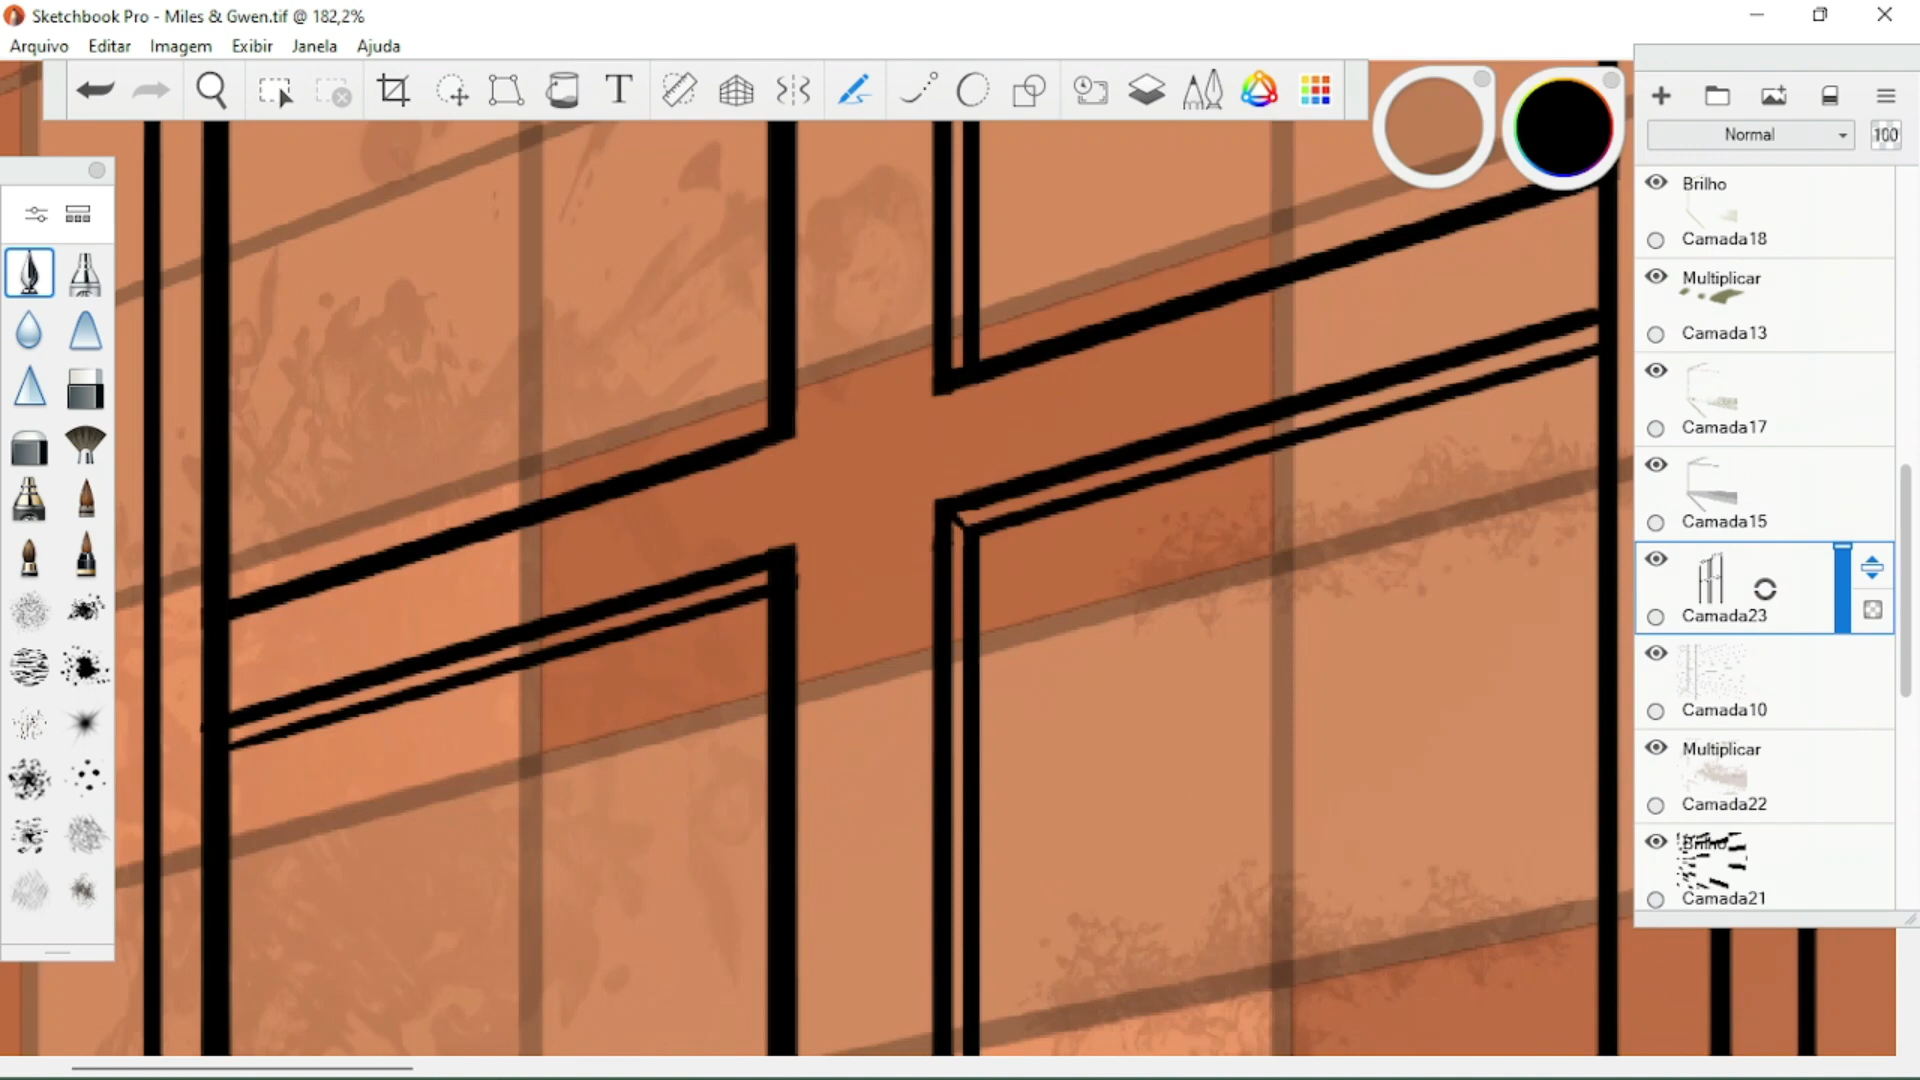 Sketchbook Pro - Miles & Gwen.tif @ 182,2%
Arquivo Editar Imagem Exibir Janela Ajuda
T
Normal 100
Brilho
Camada18
Multiplicar
Camada13
Camada17
Camada15
Camada23
Camada10
Multiplicar
Camada22
Brilho
Camada21